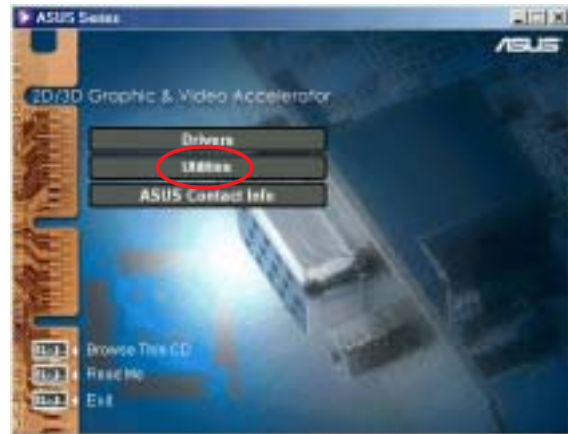 ASUS Series
ASUS
2D/3D Graphic & Video Accelerator
Drivers
Utilities
ASUS Contact Info
Browse This CD
Read Me
Exit